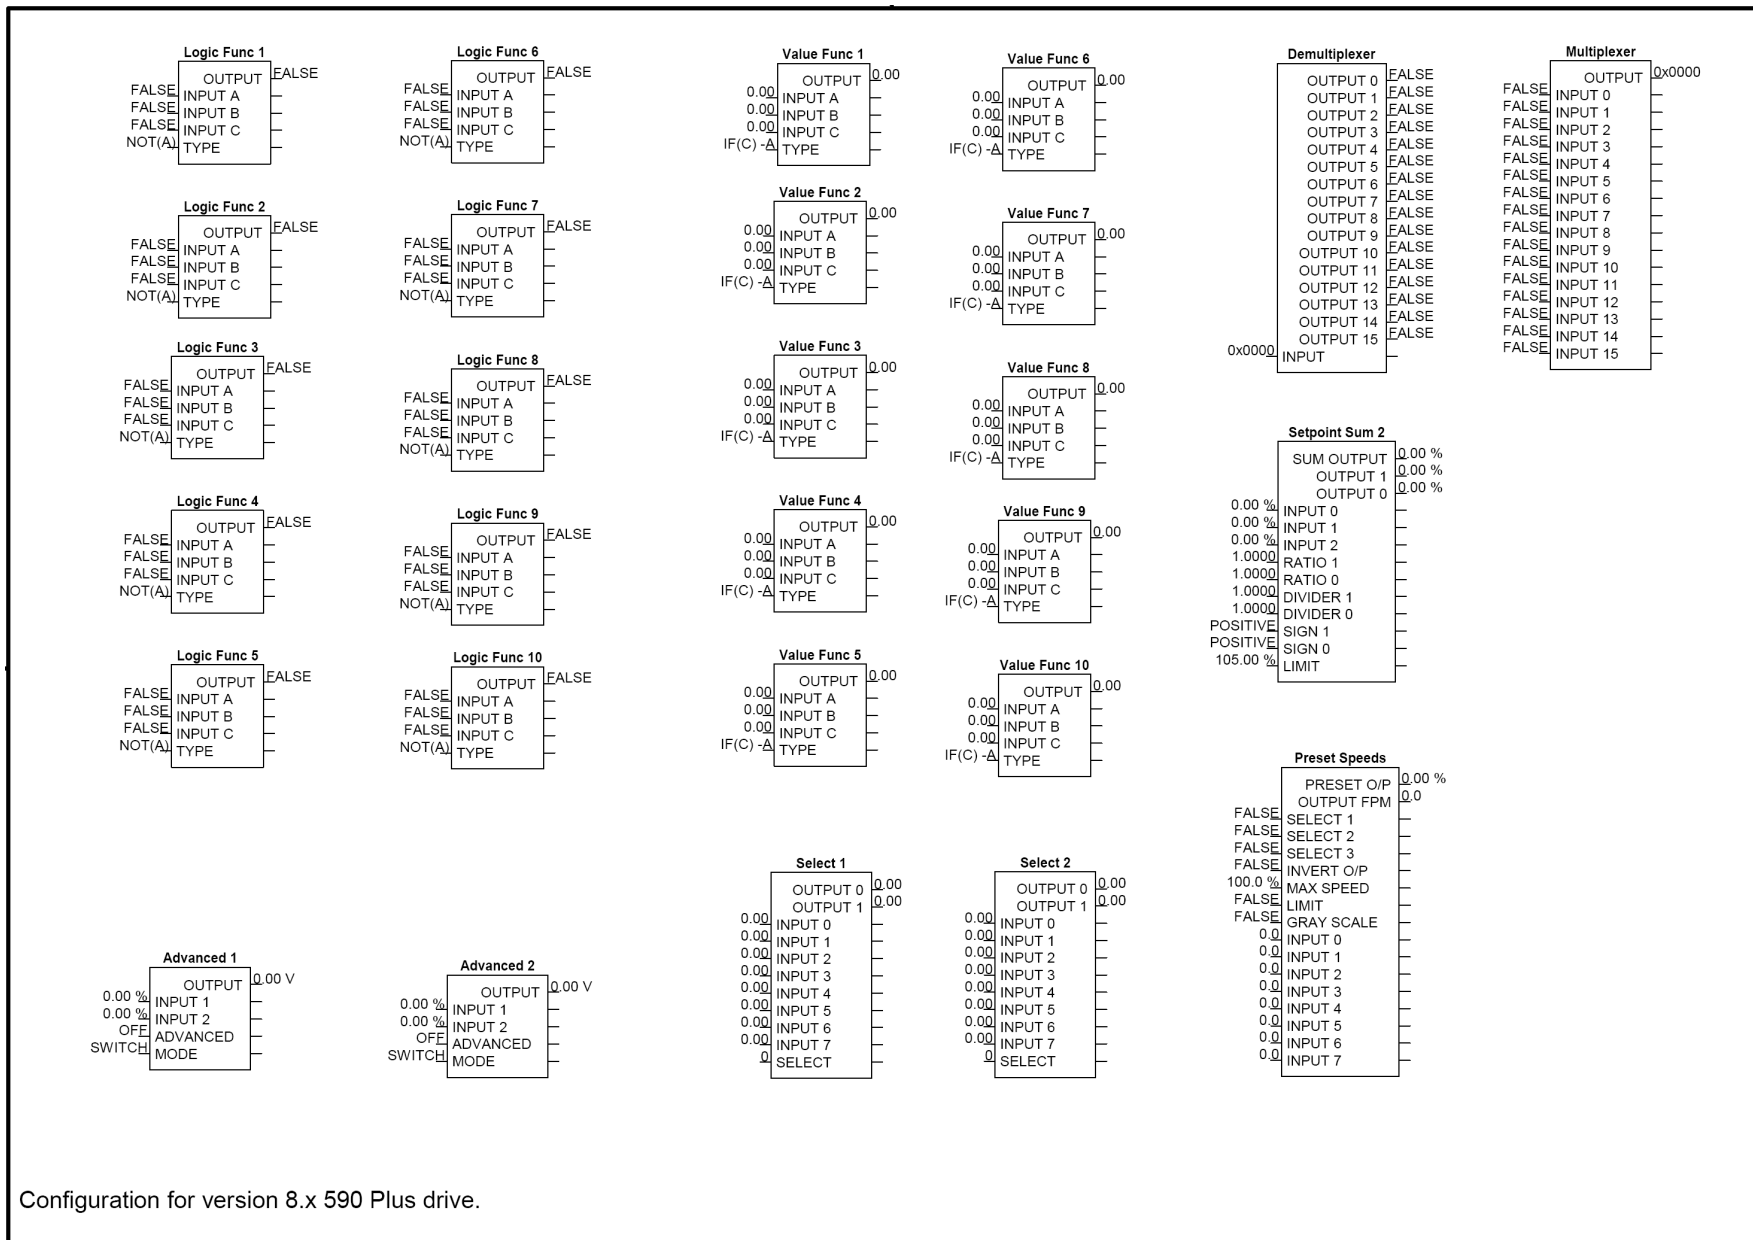 Logic Func 1
OUTPUT FALSE
FALSE INPUT A
FALSE INPUT B
FALSE INPUT C
NOT(A) TYPE
Logic Func 2
OUTPUT FALSE
FALSE INPUT A
FALSE INPUT B
FALSE INPUT C
NOT(A) TYPE
Logic Func 3
OUTPUT FALSE
FALSE INPUT A
FALSE INPUT B
FALSE INPUT C
NOT(A) TYPE
Logic Func 4
OUTPUT FALSE
FALSE INPUT A
FALSE INPUT B
FALSE INPUT C
NOT(A) TYPE
Logic Func 5
OUTPUT FALSE
FALSE INPUT A
FALSE INPUT B
FALSE INPUT C
NOT(A) TYPE
Advanced 1
OUTPUT 0.00 V
0.00 % INPUT 1
0.00 % INPUT 2
OFF ADVANCED
SWITCH MODE
Logic Func 6
OUTPUT FALSE
FALSE INPUT A
FALSE INPUT B
FALSE INPUT C
NOT(A) TYPE
Logic Func 7
OUTPUT FALSE
FALSE INPUT A
FALSE INPUT B
FALSE INPUT C
NOT(A) TYPE
Logic Func 8
OUTPUT FALSE
FALSE INPUT A
FALSE INPUT B
FALSE INPUT C
NOT(A) TYPE
Logic Func 9
OUTPUT FALSE
FALSE INPUT A
FALSE INPUT B
FALSE INPUT C
NOT(A) TYPE
Logic Func 10
OUTPUT FALSE
FALSE INPUT A
FALSE INPUT B
FALSE INPUT C
NOT(A) TYPE
Advanced 2
OUTPUT 0.00 V
0.00 % INPUT 1
0.00 % INPUT 2
OFF ADVANCED
SWITCH MODE
Value Func 1
OUTPUT 0.00
0.00 INPUT A
0.00 INPUT B
0.00 INPUT C
IF(C) -A TYPE
Value Func 2
OUTPUT 0.00
0.00 INPUT A
0.00 INPUT B
0.00 INPUT C
IF(C) -A TYPE
Value Func 3
OUTPUT 0.00
0.00 INPUT A
0.00 INPUT B
0.00 INPUT C
IF(C) -A TYPE
Value Func 4
OUTPUT 0.00
0.00 INPUT A
0.00 INPUT B
0.00 INPUT C
IF(C) -A TYPE
Value Func 5
OUTPUT 0.00
0.00 INPUT A
0.00 INPUT B
0.00 INPUT C
IF(C) -A TYPE
Select 1
OUTPUT 0 0.00
OUTPUT 1 0.00
0.00 INPUT 0
0.00 INPUT 1
0.00 INPUT 2
0.00 INPUT 3
0.00 INPUT 4
0.00 INPUT 5
0.00 INPUT 6
0.00 INPUT 7
0 SELECT
Value Func 6
OUTPUT 0.00
0.00 INPUT A
0.00 INPUT B
0.00 INPUT C
IF(C) -A TYPE
Value Func 7
OUTPUT 0.00
0.00 INPUT A
0.00 INPUT B
0.00 INPUT C
IF(C) -A TYPE
Value Func 8
OUTPUT 0.00
0.00 INPUT A
0.00 INPUT B
0.00 INPUT C
IF(C) -A TYPE
Value Func 9
OUTPUT 0.00
0.00 INPUT A
0.00 INPUT B
0.00 INPUT C
IF(C) -A TYPE
Value Func 10
OUTPUT 0.00
0.00 INPUT A
0.00 INPUT B
0.00 INPUT C
IF(C) -A TYPE
Select 2
OUTPUT 0 0.00
OUTPUT 1 0.00
0.00 INPUT 0
0.00 INPUT 1
0.00 INPUT 2
0.00 INPUT 3
0.00 INPUT 4
0.00 INPUT 5
0.00 INPUT 6
0.00 INPUT 7
0 SELECT
Demultiplexer
OUTPUT 0 FALSE
OUTPUT 1 FALSE
OUTPUT 2 FALSE
OUTPUT 3 FALSE
OUTPUT 4 FALSE
OUTPUT 5 FALSE
OUTPUT 6 FALSE
OUTPUT 7 FALSE
OUTPUT 8 FALSE
OUTPUT 9 FALSE
OUTPUT 10 FALSE
OUTPUT 11 FALSE
OUTPUT 12 FALSE
OUTPUT 13 FALSE
OUTPUT 14 FALSE
OUTPUT 15 FALSE
0x0000 INPUT
Setpoint Sum 2
SUM OUTPUT 0.00 %
OUTPUT 1 0.00 %
OUTPUT 0 0.00 %
0.00 % INPUT 0
0.00 % INPUT 1
0.00 % INPUT 2
1.0000 RATIO 1
1.0000 RATIO 0
1.0000 DIVIDER 1
1.0000 DIVIDER 0
POSITIVE SIGN 1
POSITIVE SIGN 0
105.00 % LIMIT
Preset Speeds
PRESET O/P 0.00 %
OUTPUT FPM 0.0
FALSE SELECT 1
FALSE SELECT 2
FALSE SELECT 3
FALSE INVERT O/P
100.0 % MAX SPEED
FALSE LIMIT
FALSE GRAY SCALE
0.0 INPUT 0
0.0 INPUT 1
0.0 INPUT 2
0.0 INPUT 3
0.0 INPUT 4
0.0 INPUT 5
0.0 INPUT 6
0.0 INPUT 7
Multiplexer
OUTPUT 0x0000
FALSE INPUT 0
FALSE INPUT 1
FALSE INPUT 2
FALSE INPUT 3
FALSE INPUT 4
FALSE INPUT 5
FALSE INPUT 6
FALSE INPUT 7
FALSE INPUT 8
FALSE INPUT 9
FALSE INPUT 10
FALSE INPUT 11
FALSE INPUT 12
FALSE INPUT 13
FALSE INPUT 14
FALSE INPUT 15
Configuration for version 8.x 590 Plus drive.